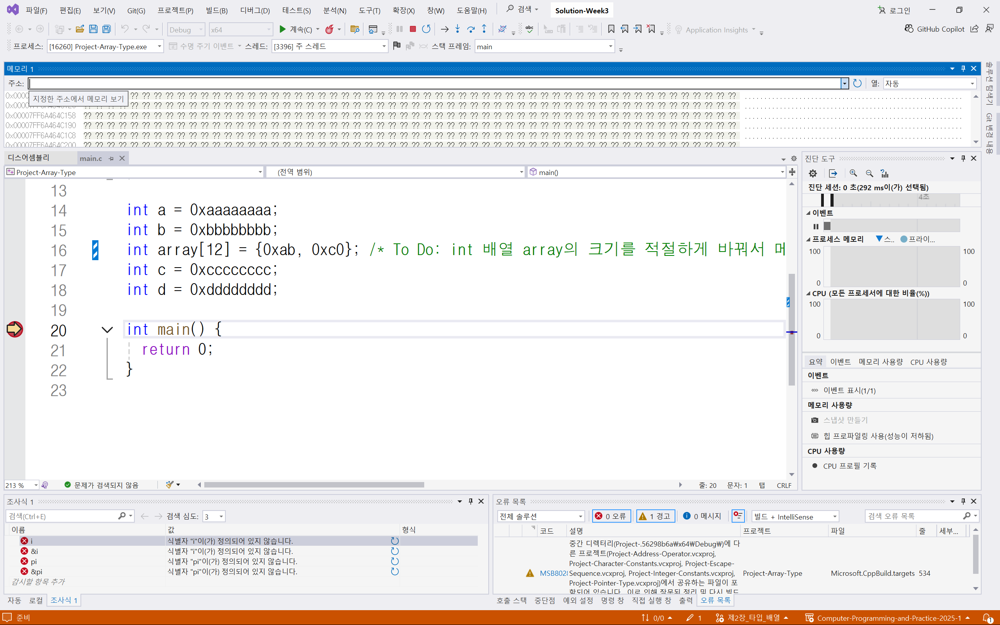 파일(F) 편집(E) 보기(V) Git(G) 프로젝트(P) 빌드(B) 디버그(D) 테스트(S) 분석(N) 도구(T) 확장(X) 창(W) 도움말(H) 검색 Solution-Week3 로그인
Debug x64 계속(C) Application Insights GitHub Copilot
프로세스: [16260] Project-Array-Type.exe 수명 주기 이벤트 스레드: [3396] 주 스레드 스택 프레임: main
메모리 1
주소: 열: 자동
지정한 주소에서 메모리 보기
0x00007FF6A464C158 ?? ?? ?? ?? ?? ?? ?? ?? ?? ?? ?? ?? ?? ?? ?? ?? ?? ?? ?? ?? ?? ?? ?? ?? ?? ?? ?? ?? ?? ?? ?? ?? ?? ?? ?? ?? ?? ?? ?? ?? ?? ?? ?? ?? ?? ?? ?? ?? ?? ?? ?? ?? ?? ?? ?? ?? ........................................................
0x00007FF6A464C190 ?? ?? ?? ?? ?? ?? ?? ?? ?? ?? ?? ?? ?? ?? ?? ?? ?? ?? ?? ?? ?? ?? ?? ?? ?? ?? ?? ?? ?? ?? ?? ?? ?? ?? ?? ?? ?? ?? ?? ?? ?? ?? ?? ?? ?? ?? ?? ?? ?? ?? ?? ?? ?? ?? ?? ?? ........................................................
0x00007FF6A464C1C8 ?? ?? ?? ?? ?? ?? ?? ?? ?? ?? ?? ?? ?? ?? ?? ?? ?? ?? ?? ?? ?? ?? ?? ?? ?? ?? ?? ?? ?? ?? ?? ?? ?? ?? ?? ?? ?? ?? ?? ?? ?? ?? ?? ?? ?? ?? ?? ?? ?? ?? ?? ?? ?? ?? ?? ?? ........................................................
0x00007FF6A464C200 ?? ?? ?? ?? ?? ?? ?? ?? ?? ?? ?? ?? ?? ?? ?? ?? ?? ?? ?? ?? ?? ?? ?? ?? ?? ?? ?? ?? ?? ?? ?? ?? ?? ?? ?? ?? ?? ?? ?? ?? ?? ?? ?? ?? ?? ?? ?? ?? ?? ?? ?? ?? ?? ?? ?? ??
솔루션 탐색기
Git 변경 내용
디스어셈블리 main.c
Project-Array-Type (전역 범위) main()
13
14 int a = 0xaaaaaaaa;
15 int b = 0xbbbbbbbb;
16 int array[12] = {0xab, 0xc0}; /* To Do: int 배열 array의 크기를 적절하게 바꿔서 메
17 int c = 0xcccccccc;
18 int d = 0xdddddddd;
19
20 int main() {
21 return 0;
22 }
23
213 % 문제가 검색되지 않음 줄: 20 문자: 1 탭 CRLF
진단 도구
진단 세션: 0 초(292 ms이(가) 선택됨)
4초
이벤트
프로세스 메모리 스.. 프라이...
100 100
0 0
CPU (모든 프로세서에 대한 비율(%))
100 100
0 0
요약 이벤트 메모리 사용량 CPU 사용량
이벤트
이벤트 표시(1/1)
메모리 사용량
스냅샷 만들기
힙 프로파일링 사용(성능이 저하됨)
CPU 사용량
CPU 프로필 기록
조사식 1
검색(Ctrl+E) 검색 심도: 3
이름 값 형식
i 식별자 "i"이(가) 정의되어 있지 않습니다.
&i 식별자 "i"이(가) 정의되어 있지 않습니다.
pi 식별자 "pi"이(가) 정의되어 있지 않습니다.
&pi 식별자 "pi"이(가) 정의되어 있지 않습니다.
감시할 항목 추가
자동 로컬 조사식 1
오류 목록
전체 솔루션 0 오류 1 경고 0 메시지 빌드 + IntelliSense 검색 오류 목록
코드 설명 프로젝트 파일 줄 세부...
중간 디렉터리(Project-.56298b6a₩x64₩Debug₩)에 다
른 프로젝트(Project-Address-Operator.vcxproj,
Project-Character-Constants.vcxproj, Project-Escape-
MSB802 Sequence.vcxproj, Project-Integer-Constants.vcxproj, Project-Array-Type Microsoft.CppBuild.targets 534
Project-Pointer-Type.vcxproj)에서 공유하는 파일이 포
함되어 있습니다. 이로 인해 잘못된 정리 및 다시 빌드
호출 스택 중단점 예외 설정 명령 창 직접 실행 창 출력 오류 목록
준비 0/0 1 제2장_타입_배열 Computer-Programming-and-Practice-2025-1 1